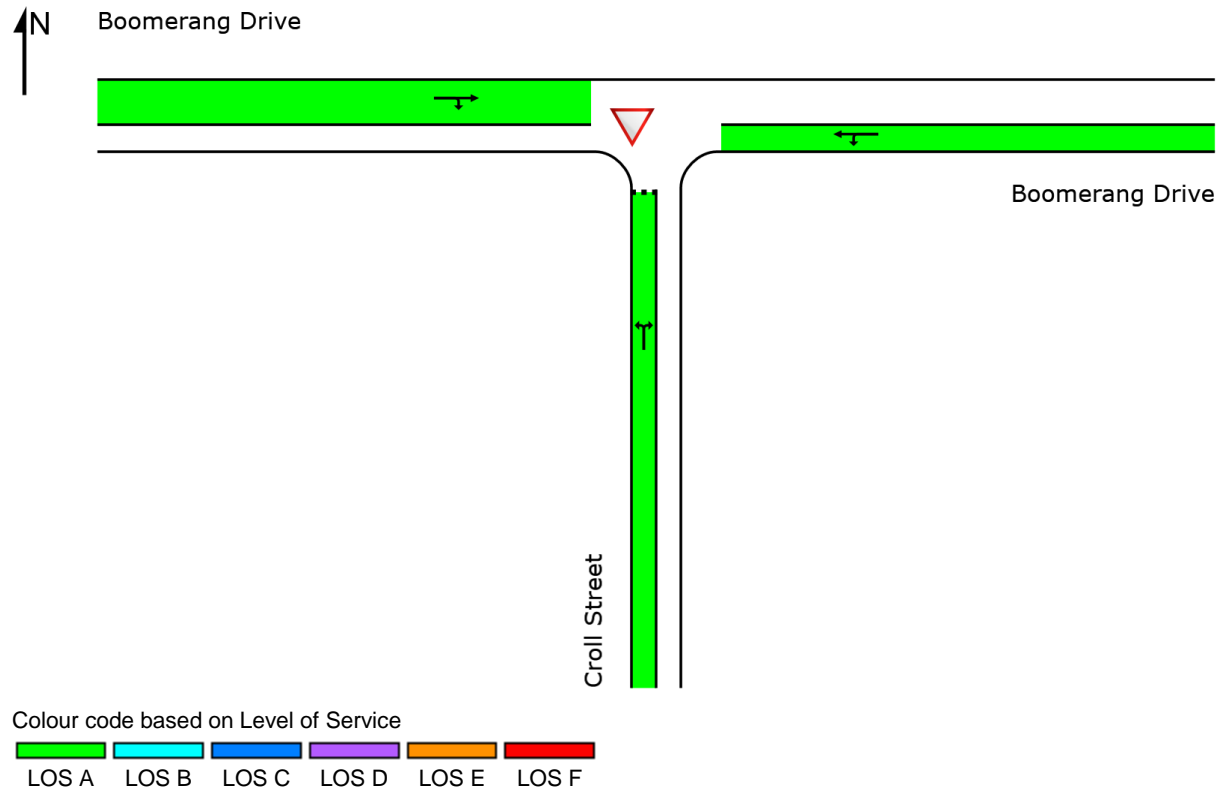 N
Boomerang Drive
Boomerang Drive
Croll Street
Colour code based on Level of Service
LOS A LOS B LOS C LOS D LOS E LOS F